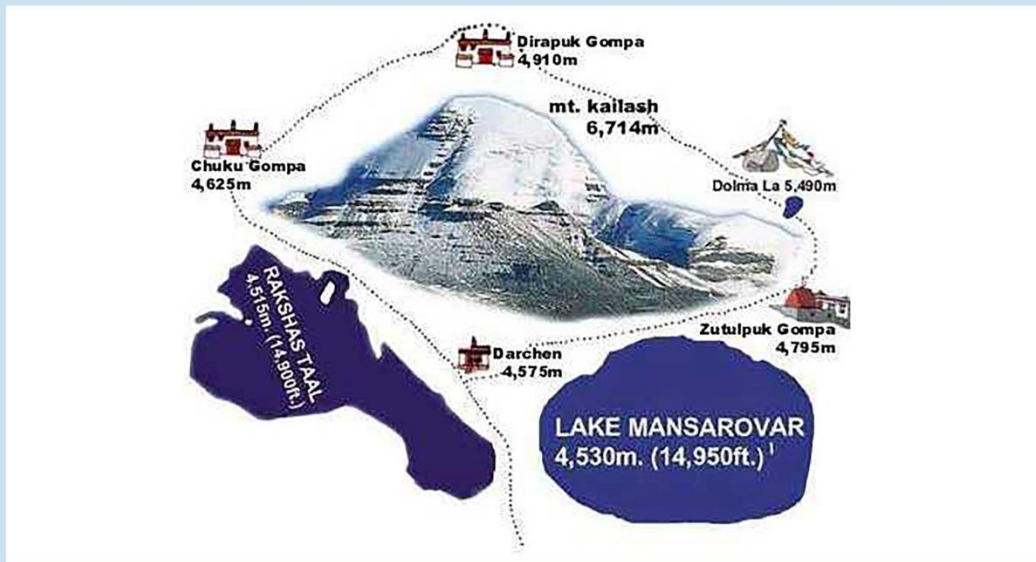 Dirapuk Gompa
4,910m
mt. kailash
6,714m
Chuku Gompa
4,625m
Dolma La 5,490m
RAKSHAS TAAL
4,515m. (14,900ft.)
Zutulpuk Gompa
4,795m
Darchen
4,575m
LAKE MANSAROVAR
4,530m. (14,950ft.)